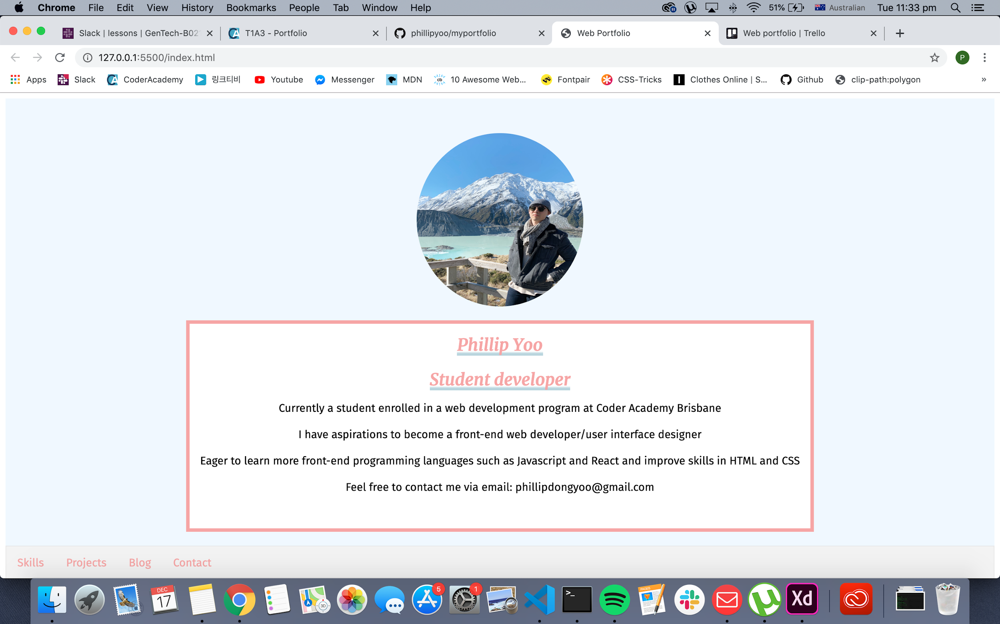 Chrome File Edit View History Bookmarks People Tab Window Help 51% Australian Tue 11:33 pm
Slack | lessons | GenTech-B02 T1A3 - Portfolio phillipyoo/myportfolio Web Portfolio Web portfolio | Trello
127.0.0.1:5500/index.html P
Apps Slack CoderAcademy 링크티비 Youtube Messenger MDN cb 10 Awesome Web... Fontpair CSS-Tricks Clothes Online | S... Github clip-path:polygon »
Phillip Yoo
Student developer
Currently a student enrolled in a web development program at Coder Academy Brisbane
I have aspirations to become a front-end web developer/user interface designer
Eager to learn more front-end programming languages such as Javascript and React and improve skills in HTML and CSS
Feel free to contact me via email: phillipdongyoo@gmail.com
Skills Projects Blog Contact
DEC 17 3D 5 1 >_ PAGES Xd